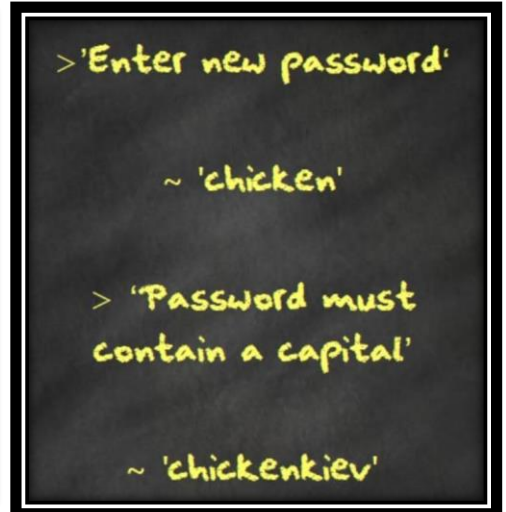 >'Enter new password'
~ 'chicken'
> 'Password must
contain a capital'
~ 'chickenkiev'